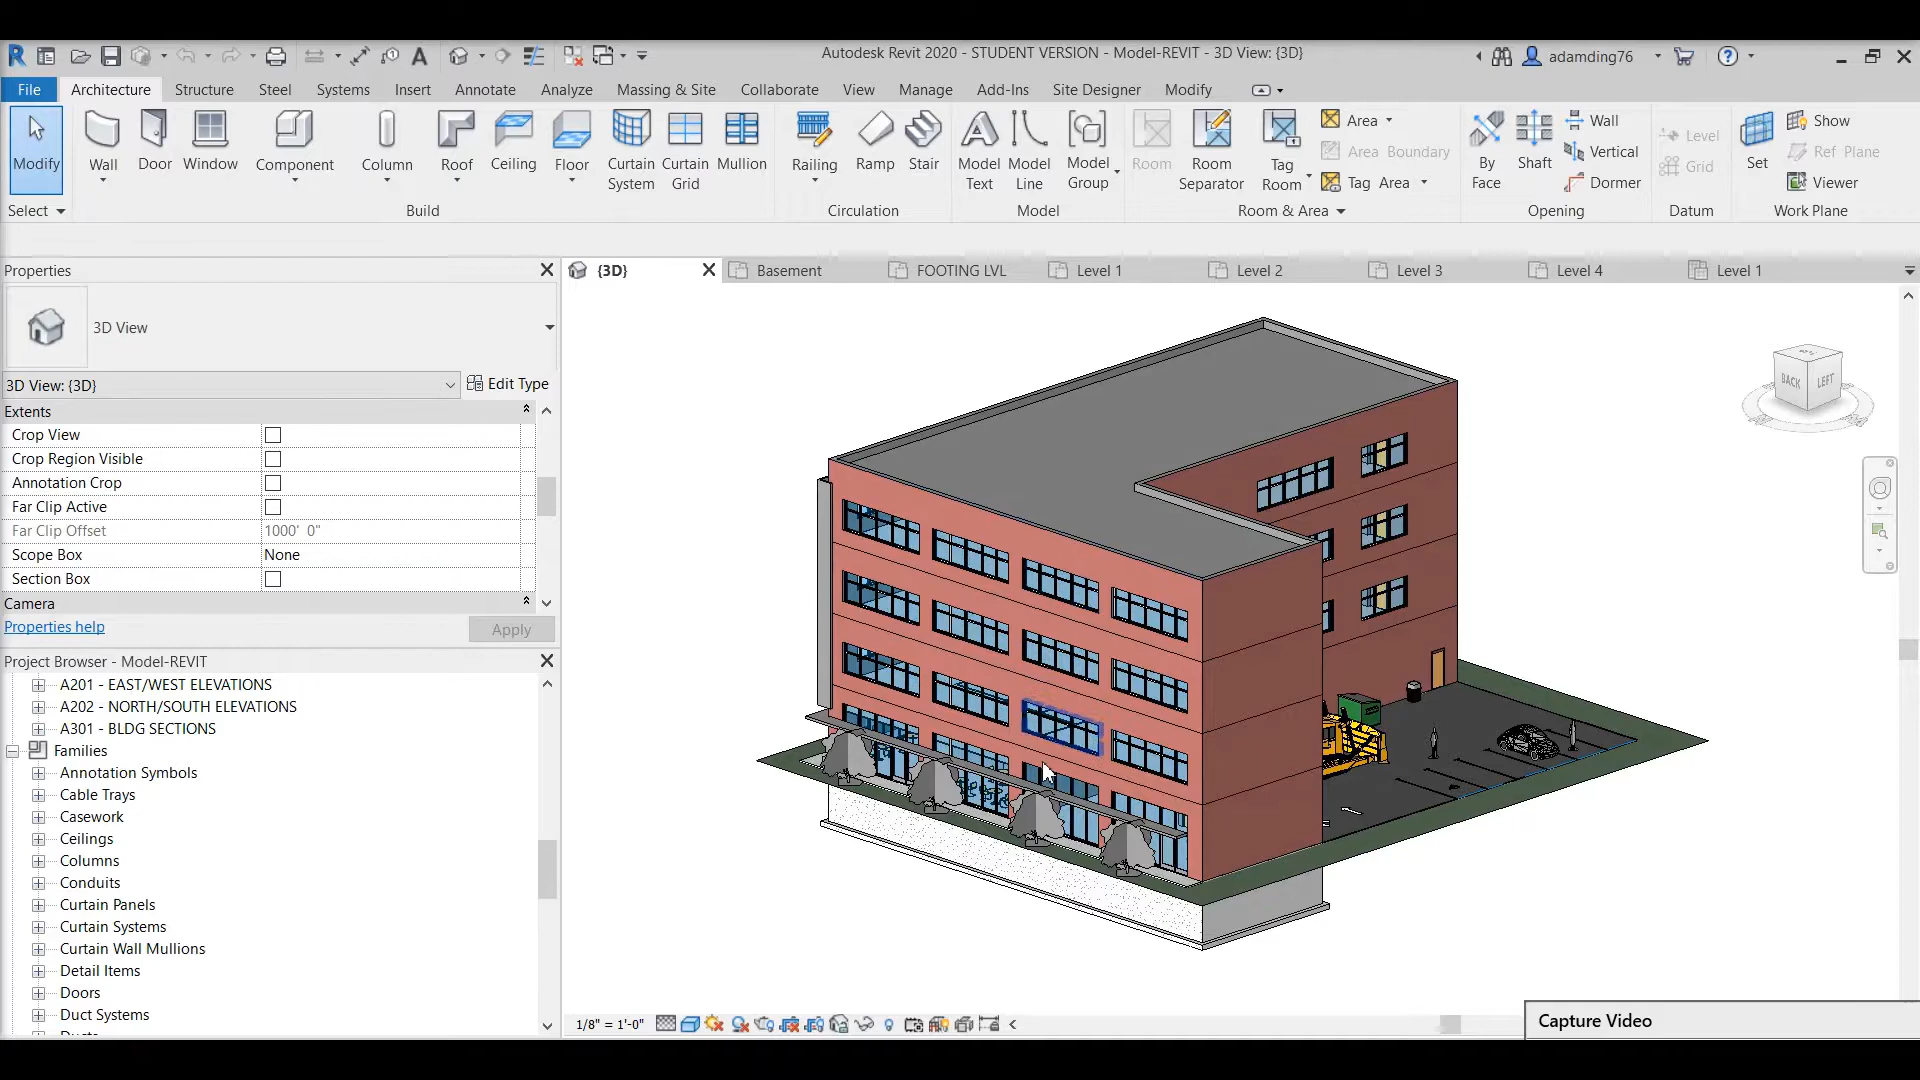 Autodesk Revit 2020 - STUDENT VERSION - Model-REVIT - 3D View: {3D}
adamding76
File Architecture Structure Steel Systems Insert Annotate Analyze Massing & Site Collaborate View Manage Add-Ins Site Designer Modify
Modify
Wall
Door
Window
Component
Column
Roof
Ceiling
Floor
Curtain System
Curtain Grid
Mullion
Railing
Ramp
Stair
Model Text
Model Line
Model Group
Room
Room Separator
Tag Room
Area
Area Boundary
Tag Area
By Face
Shaft
Wall
Vertical
Dormer
Level
Grid
Set
Show
Ref Plane
Viewer
Select
Build
Circulation
Model
Room & Area
Opening
Datum
Work Plane
Properties
{3D}
Basement
FOOTING LVL
Level 1
Level 2
Level 3
Level 4
Level 1
3D View
3D View: {3D}
Edit Type
Extents
Crop View
Crop Region Visible
Annotation Crop
Far Clip Active
Far Clip Offset 1000' 0"
Scope Box None
Section Box
Camera
Properties help
Apply
Project Browser - Model-REVIT
A201 - EAST/WEST ELEVATIONS
A202 - NORTH/SOUTH ELEVATIONS
A301 - BLDG SECTIONS
Families
Annotation Symbols
Cable Trays
Casework
Ceilings
Columns
Conduits
Curtain Panels
Curtain Systems
Curtain Wall Mullions
Detail Items
Doors
Duct Systems
BACK
LEFT
1/8" = 1'-0"
Capture Video